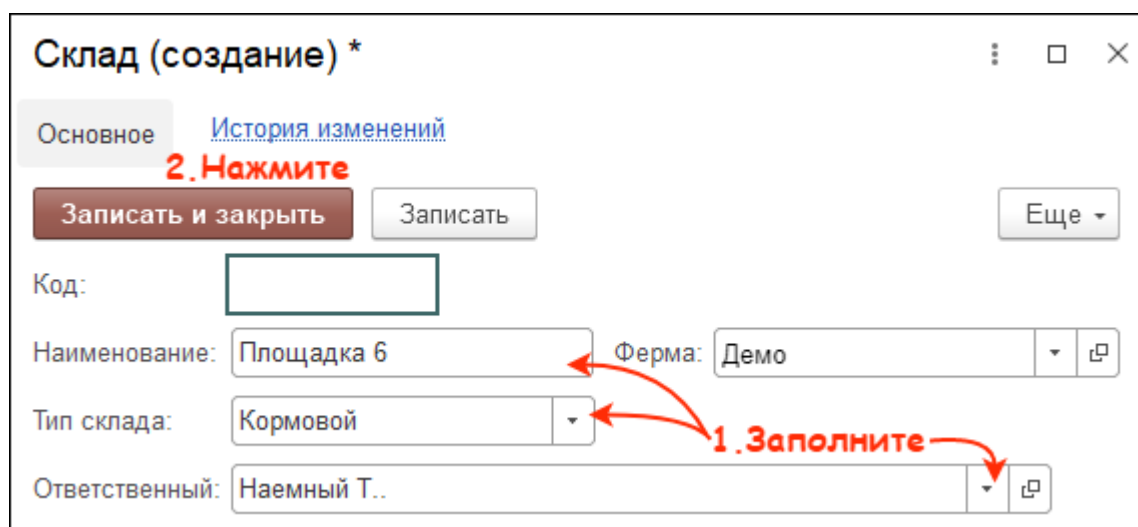 Склад (создание) *
Основное История изменений
2.Нажмите
Записать и закрыть Записать Еще
Код:
Наименование: Площадка 6 Ферма: Демо
Тип склада: Кормовой
1.Заполните
Ответственный: Наемный Т..